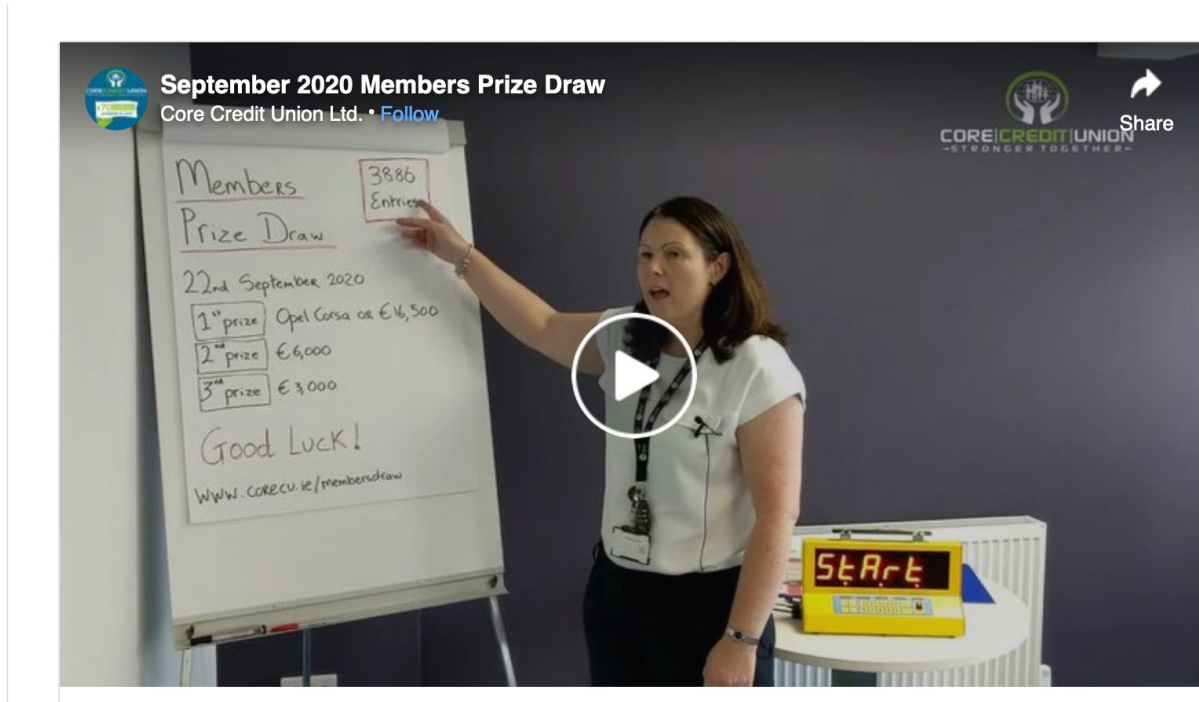 September 2020 Members Prize Draw
Core Credit Union Ltd. • Follow
Share
CORE|CREDIT|UNION
-STRONGER TOGETHER-
Members
Prize Draw
3886
Entries
22nd September 2020
1st prize Opel Corsa OR €16,500
2nd prize €6,000
3rd prize €3,000
Good Luck!
www.corecu.ie/membersdraw
StArt